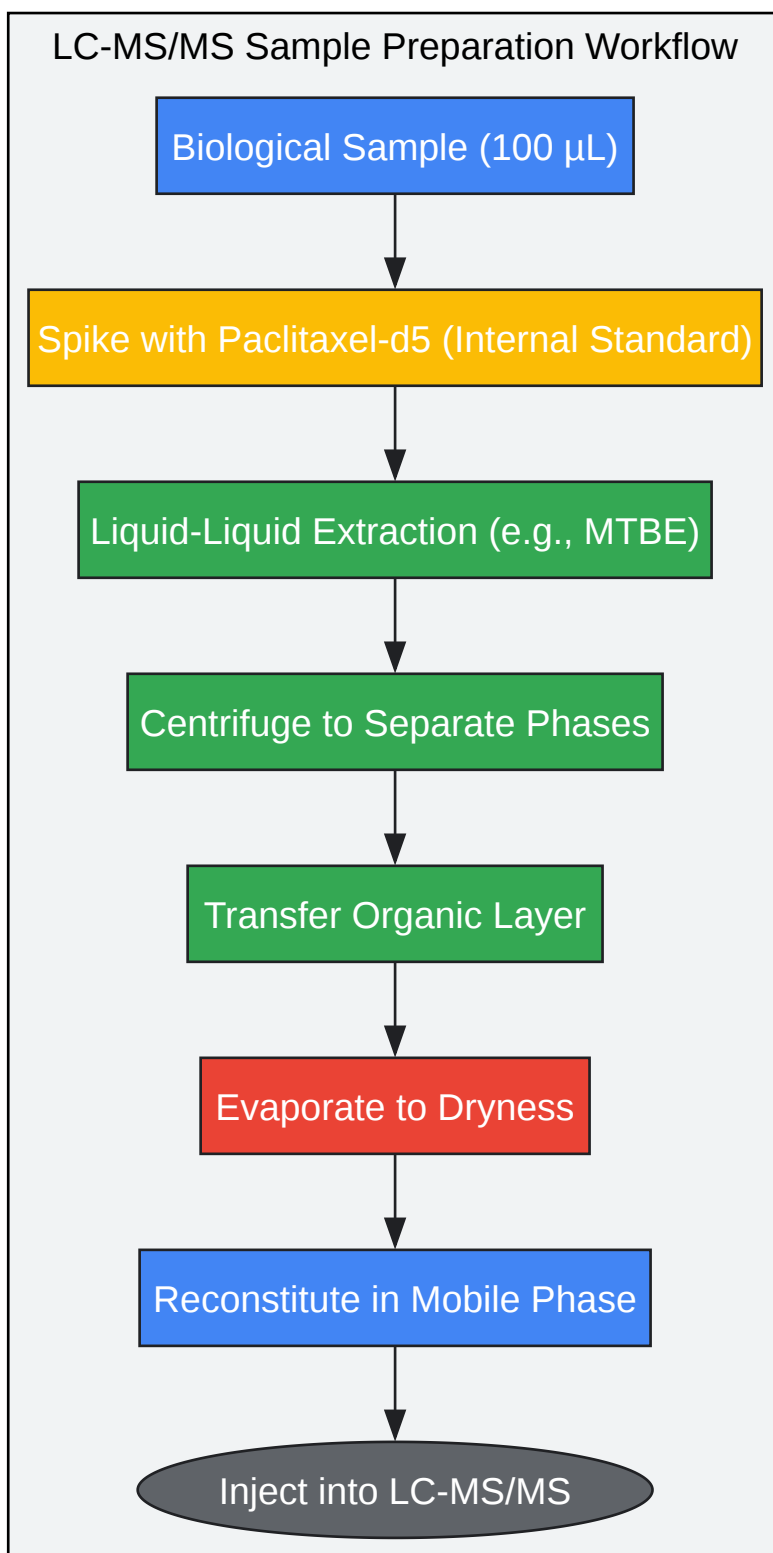 LC-MS/MS Sample Preparation Workflow
Biological Sample (100 µL)
Spike with Paclitaxel-d5 (Internal Standard)
Liquid-Liquid Extraction (e.g., MTBE)
Centrifuge to Separate Phases
Transfer Organic Layer
Evaporate to Dryness
Reconstitute in Mobile Phase
Inject into LC-MS/MS